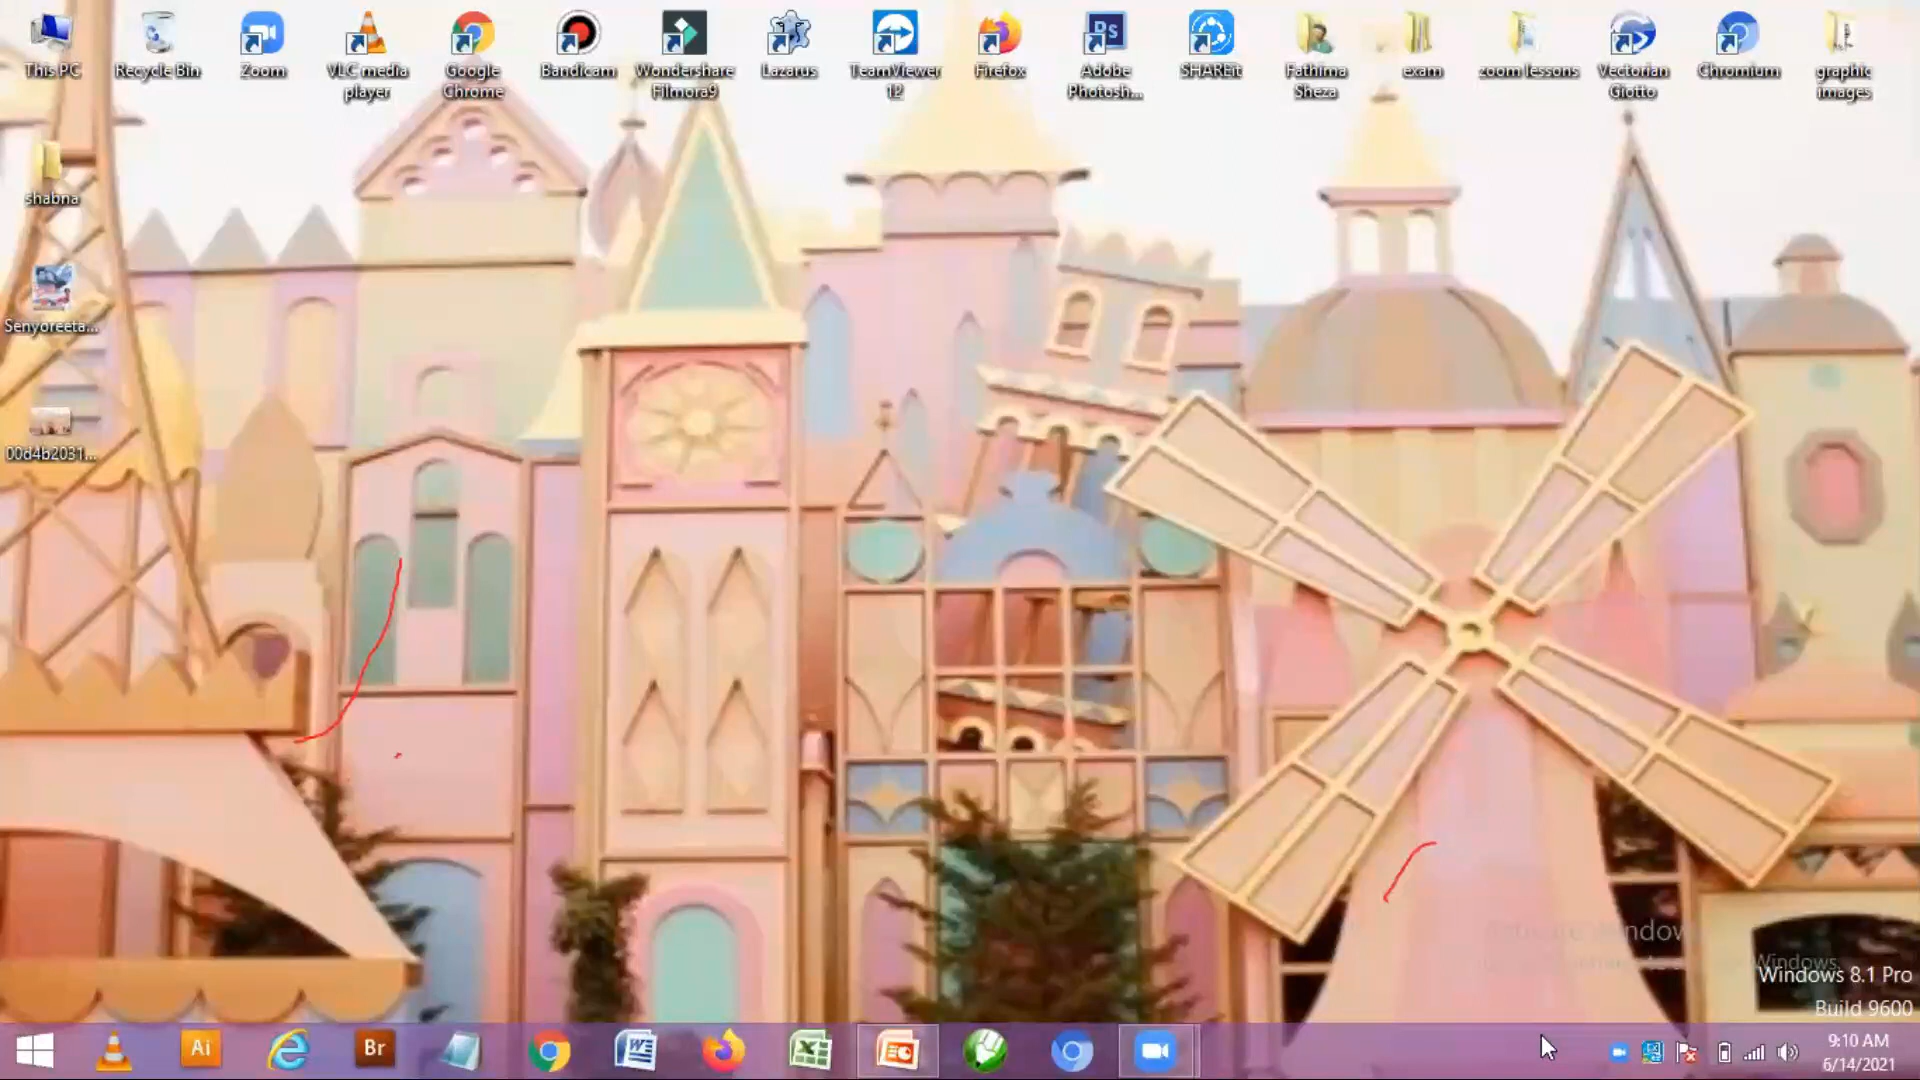 This PC
Recycle Bin
Zoom
VLC media
player
Google
Chrome
Bandicam
Wondershare
Filmora9
Lazarus
TeamViewer
12
Firefox
Adobe
Photosh...
SHAREit
Fathima
Sheza
exam
zoom lessons
Vectorian
Giotto
Chromium
graphic
images
Ps
shabna
Senyoreeta...
00d4b2031...
Windows
Windows 8.1 Pro
Build 9600
Ai
Br
9:10 AM
6/14/2021